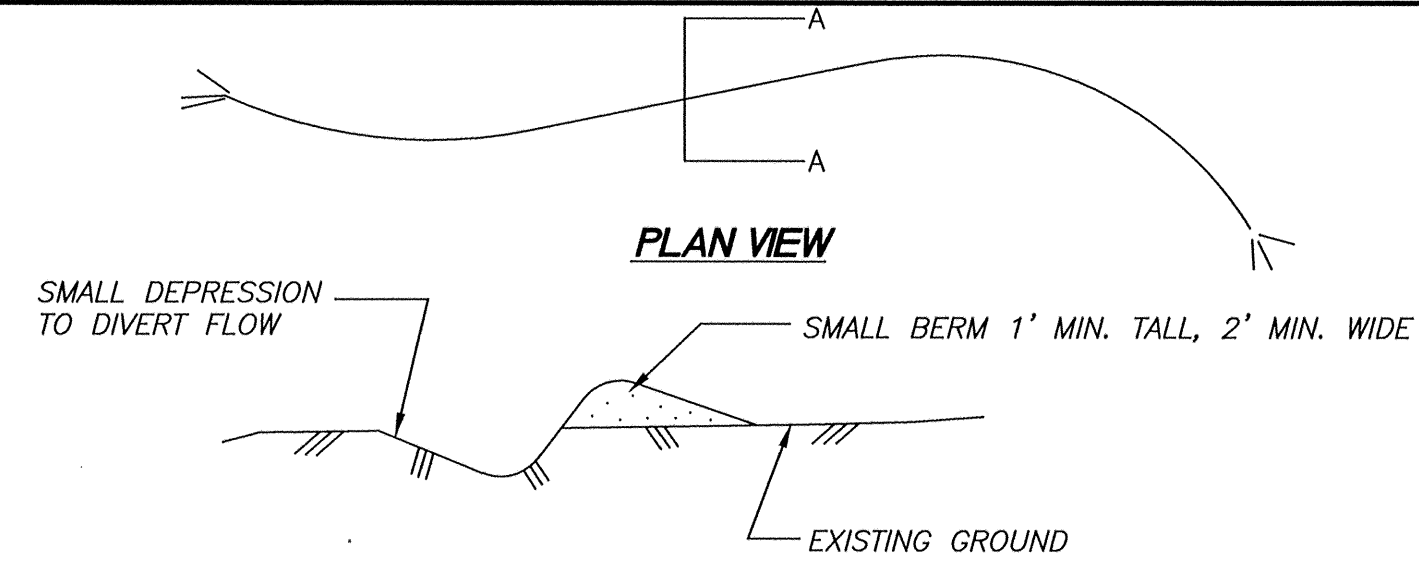 A
A
PLAN VIEW
SMALL DEPRESSION
TO DIVERT FLOW
SMALL BERM 1' MIN. TALL, 2' MIN. WIDE
EXISTING GROUND